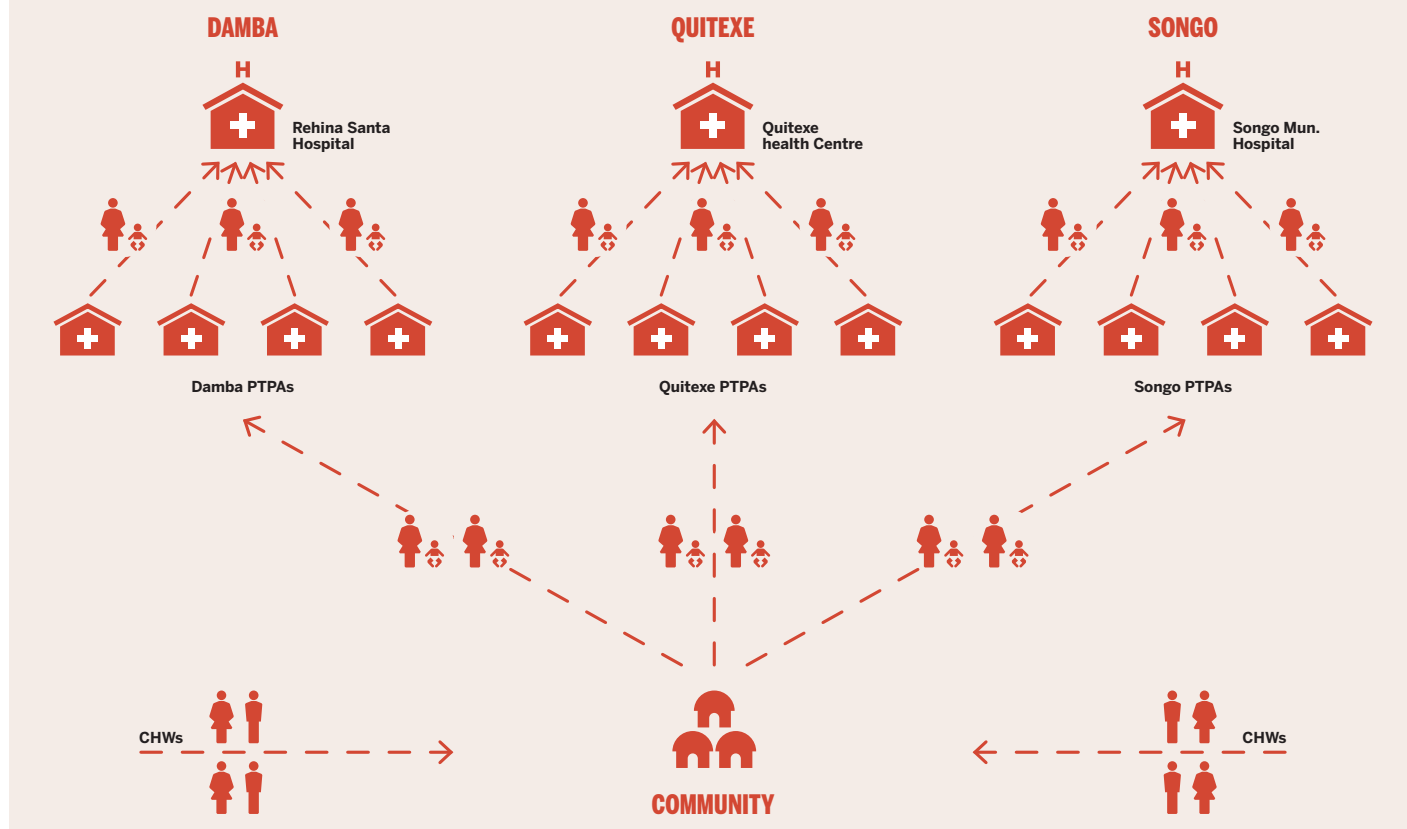 DAMBA
QUITEXE
SONGO
H
H
H
Rehina Santa
Hospital
Quitexe
health Centre
Songo Mun.
Hospital
Damba PTPAs
Quitexe PTPAs
Songo PTPAs
CHWs
CHWs
COMMUNITY